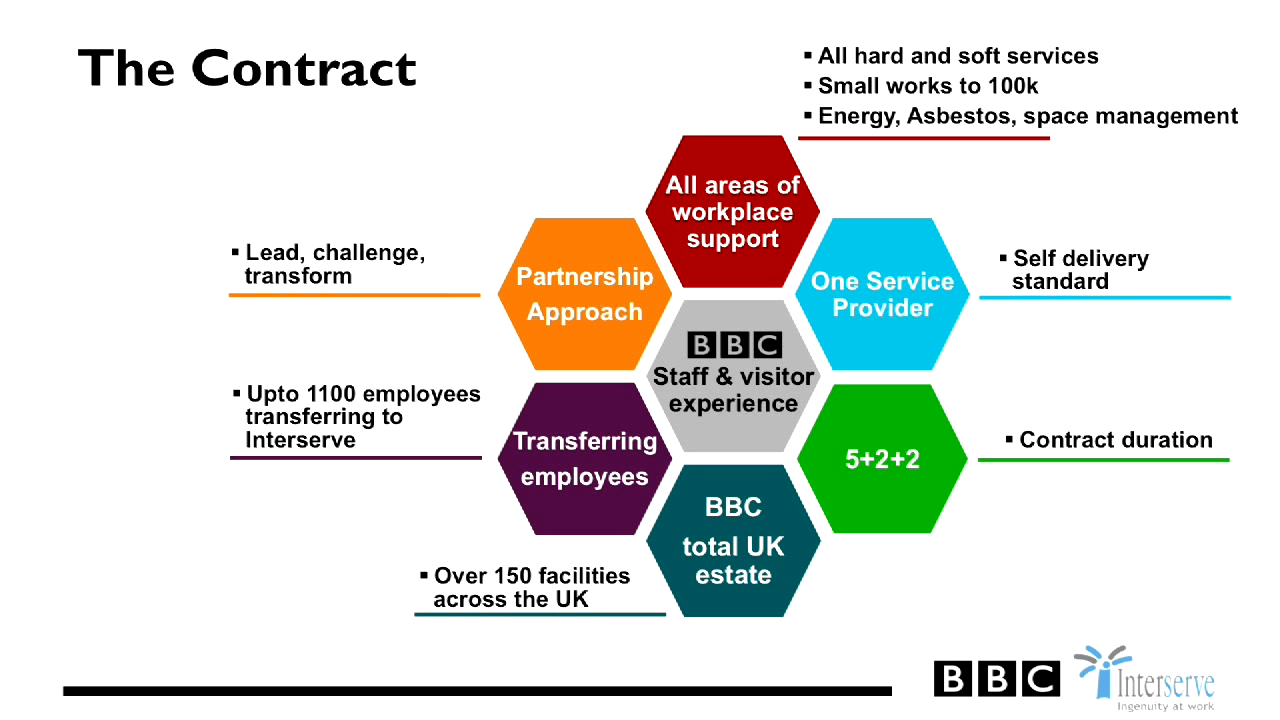 The Contract
▪ All hard and soft services
▪ Small works to 100k
▪ Energy, Asbestos, space management
All areas of
workplace
support
▪ Lead, challenge,
transform
Partnership
Approach
One Service
Provider
▪ Self delivery
standard
BBC
Staff & visitor
experience
▪ Upto 1100 employees
transferring to
Interserve
Transferring
employees
5+2+2
▪ Contract duration
BBC
total UK
estate
▪ Over 150 facilities
across the UK
BBC
Interserve
Ingenuity at work